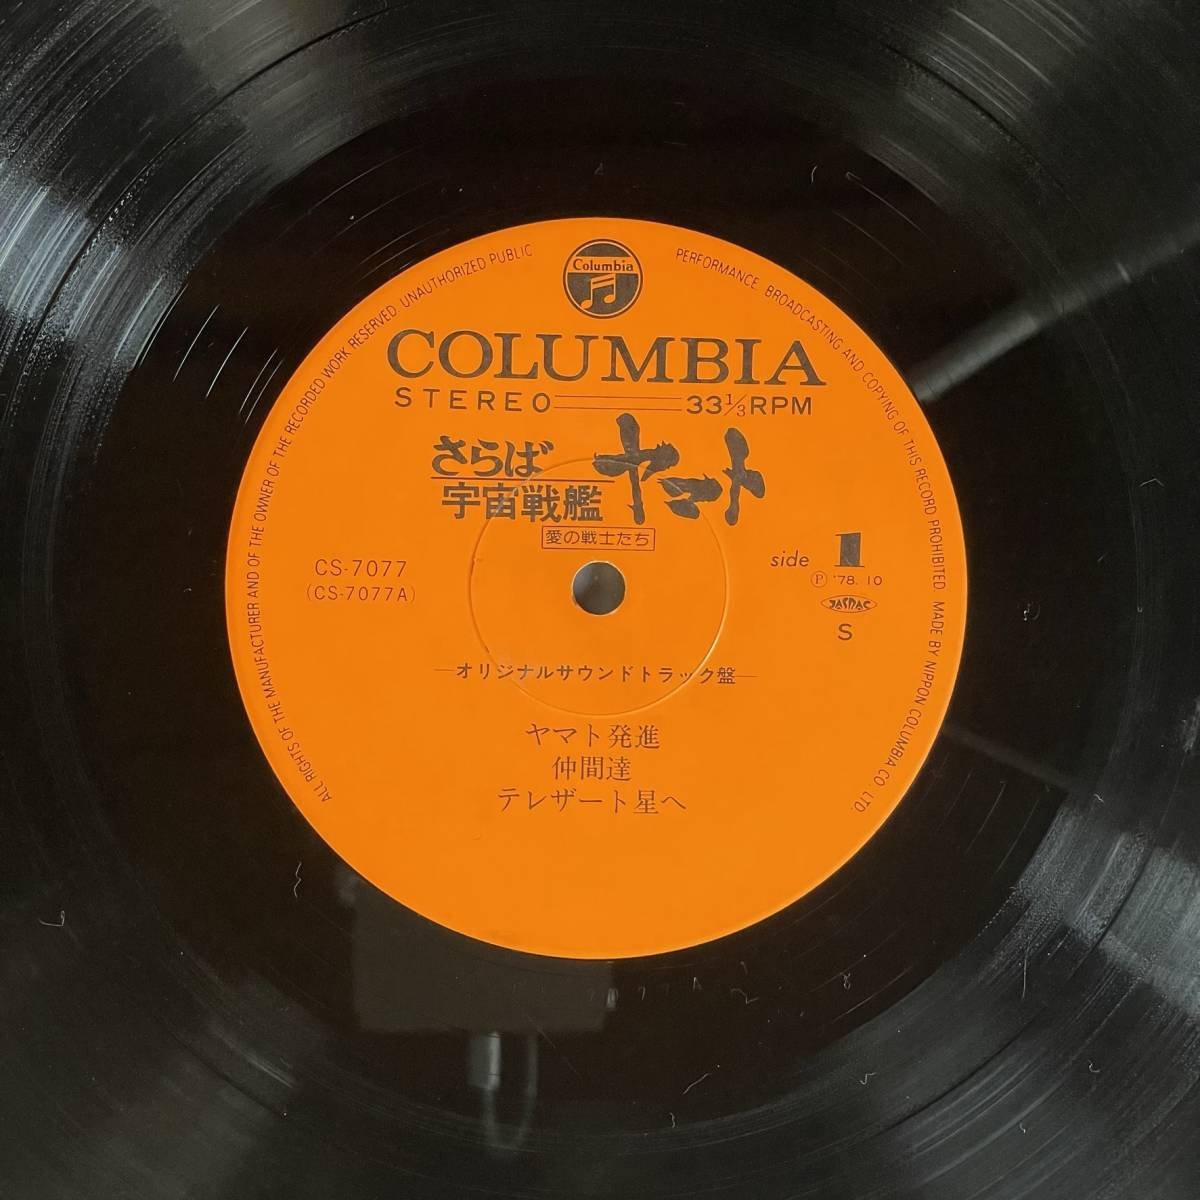 ALL RIGHTS OF THE MANUFACTURER AND OF THE OWNER OF THE RECORDED WORK RESERVED. UNAUTHORIZED PUBLIC PERFORMANCE. BROADCASTING AND COPYING OF THIS RECORD PROHIBITED. MADE BY NIPPON COLUMBIA CO. LTD.
Columbia
COLUMBIA
STEREO 33 1/3 RPM
さらば
宇宙戦艦 ヤマト
愛の戦士たち
side 1
CS-7077
(CS-7077A)
Ⓟ '78. 10
JASRAC
S
—オリジナルサウンドトラック盤—
ヤマト発進
仲間達
テレザート星へ